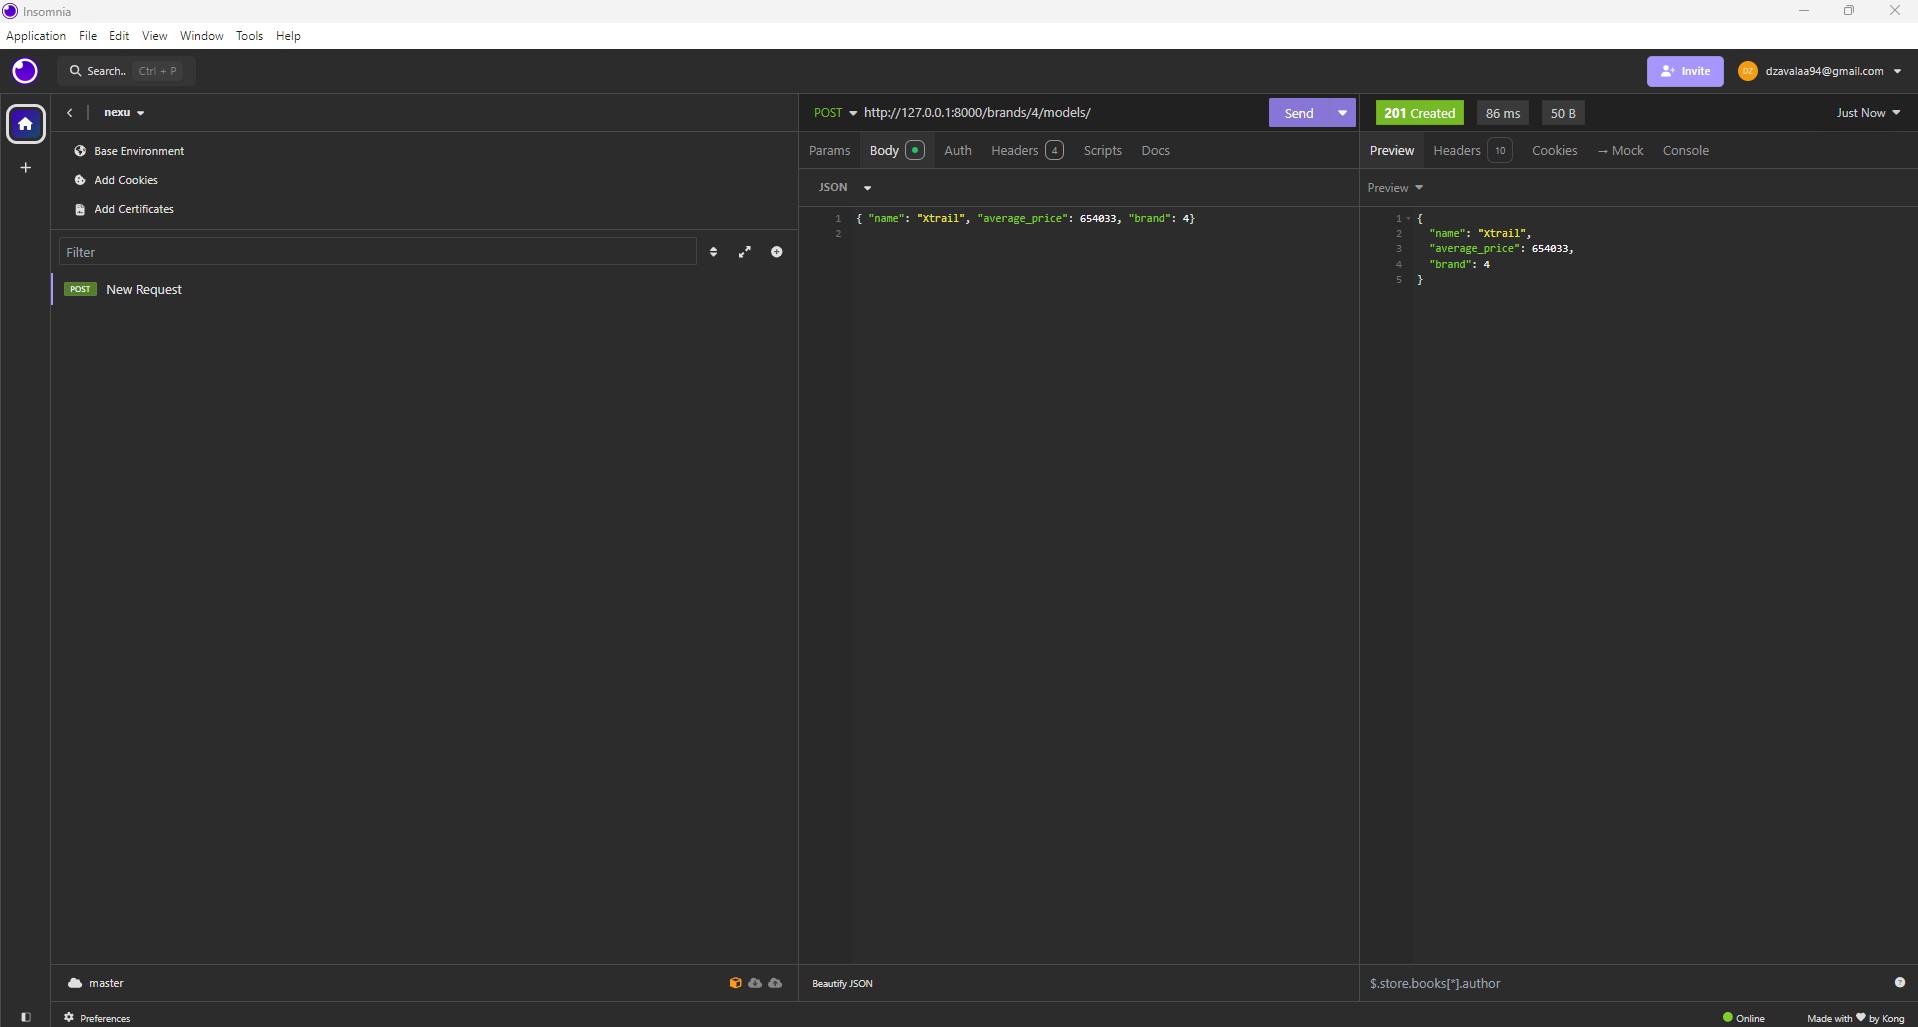 Insomnia
Application File Edit View Window Tools Help
Search.. Ctrl + P
Invite
DZ dzavalaa94@gmail.com
nexu
POST http://127.0.0.1:8000/brands/4/models/ Send
201 Created 86 ms 50 B Just Now
Base Environment
Add Cookies
Add Certificates
Params Body Auth Headers 4 Scripts Docs
Preview Headers 10 Cookies → Mock Console
JSON
Preview
Filter
POST New Request
1 { "name": "Xtrail", "average_price": 654033, "brand": 4}
2
1 {
2 "name": "Xtrail",
3 "average_price": 654033,
4 "brand": 4
5 }
master
Beautify JSON
$.store.books[*].author
Preferences
Online
Made with ♥ by Kong